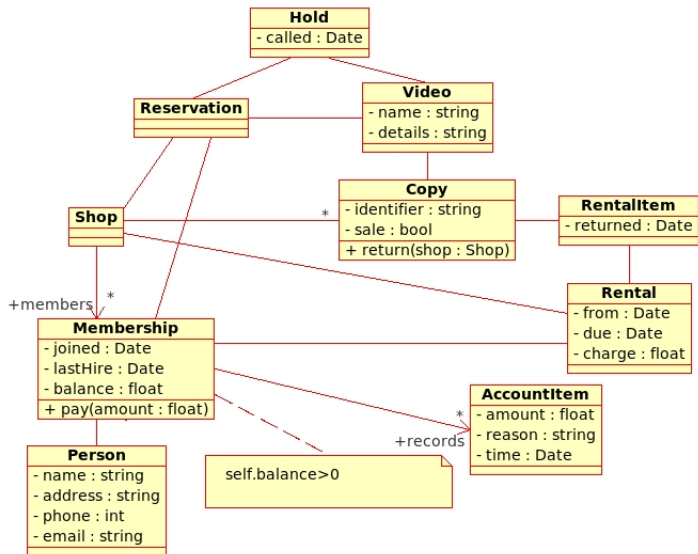 Hold
- called : Date
Video
- name : string
- details : string
Reservation
Copy
- identifier : string
- sale : bool
+ return(shop : Shop)
RentalItem
- returned : Date
Shop
*
Rental
- from : Date
- due : Date
- charge : float
+members
*
Membership
- joined : Date
- lastHire : Date
- balance : float
+ pay(amount : float)
AccountItem
- amount : float
- reason : string
- time : Date
*
+records
Person
- name : string
- address : string
- phone : int
- email : string
self.balance>0